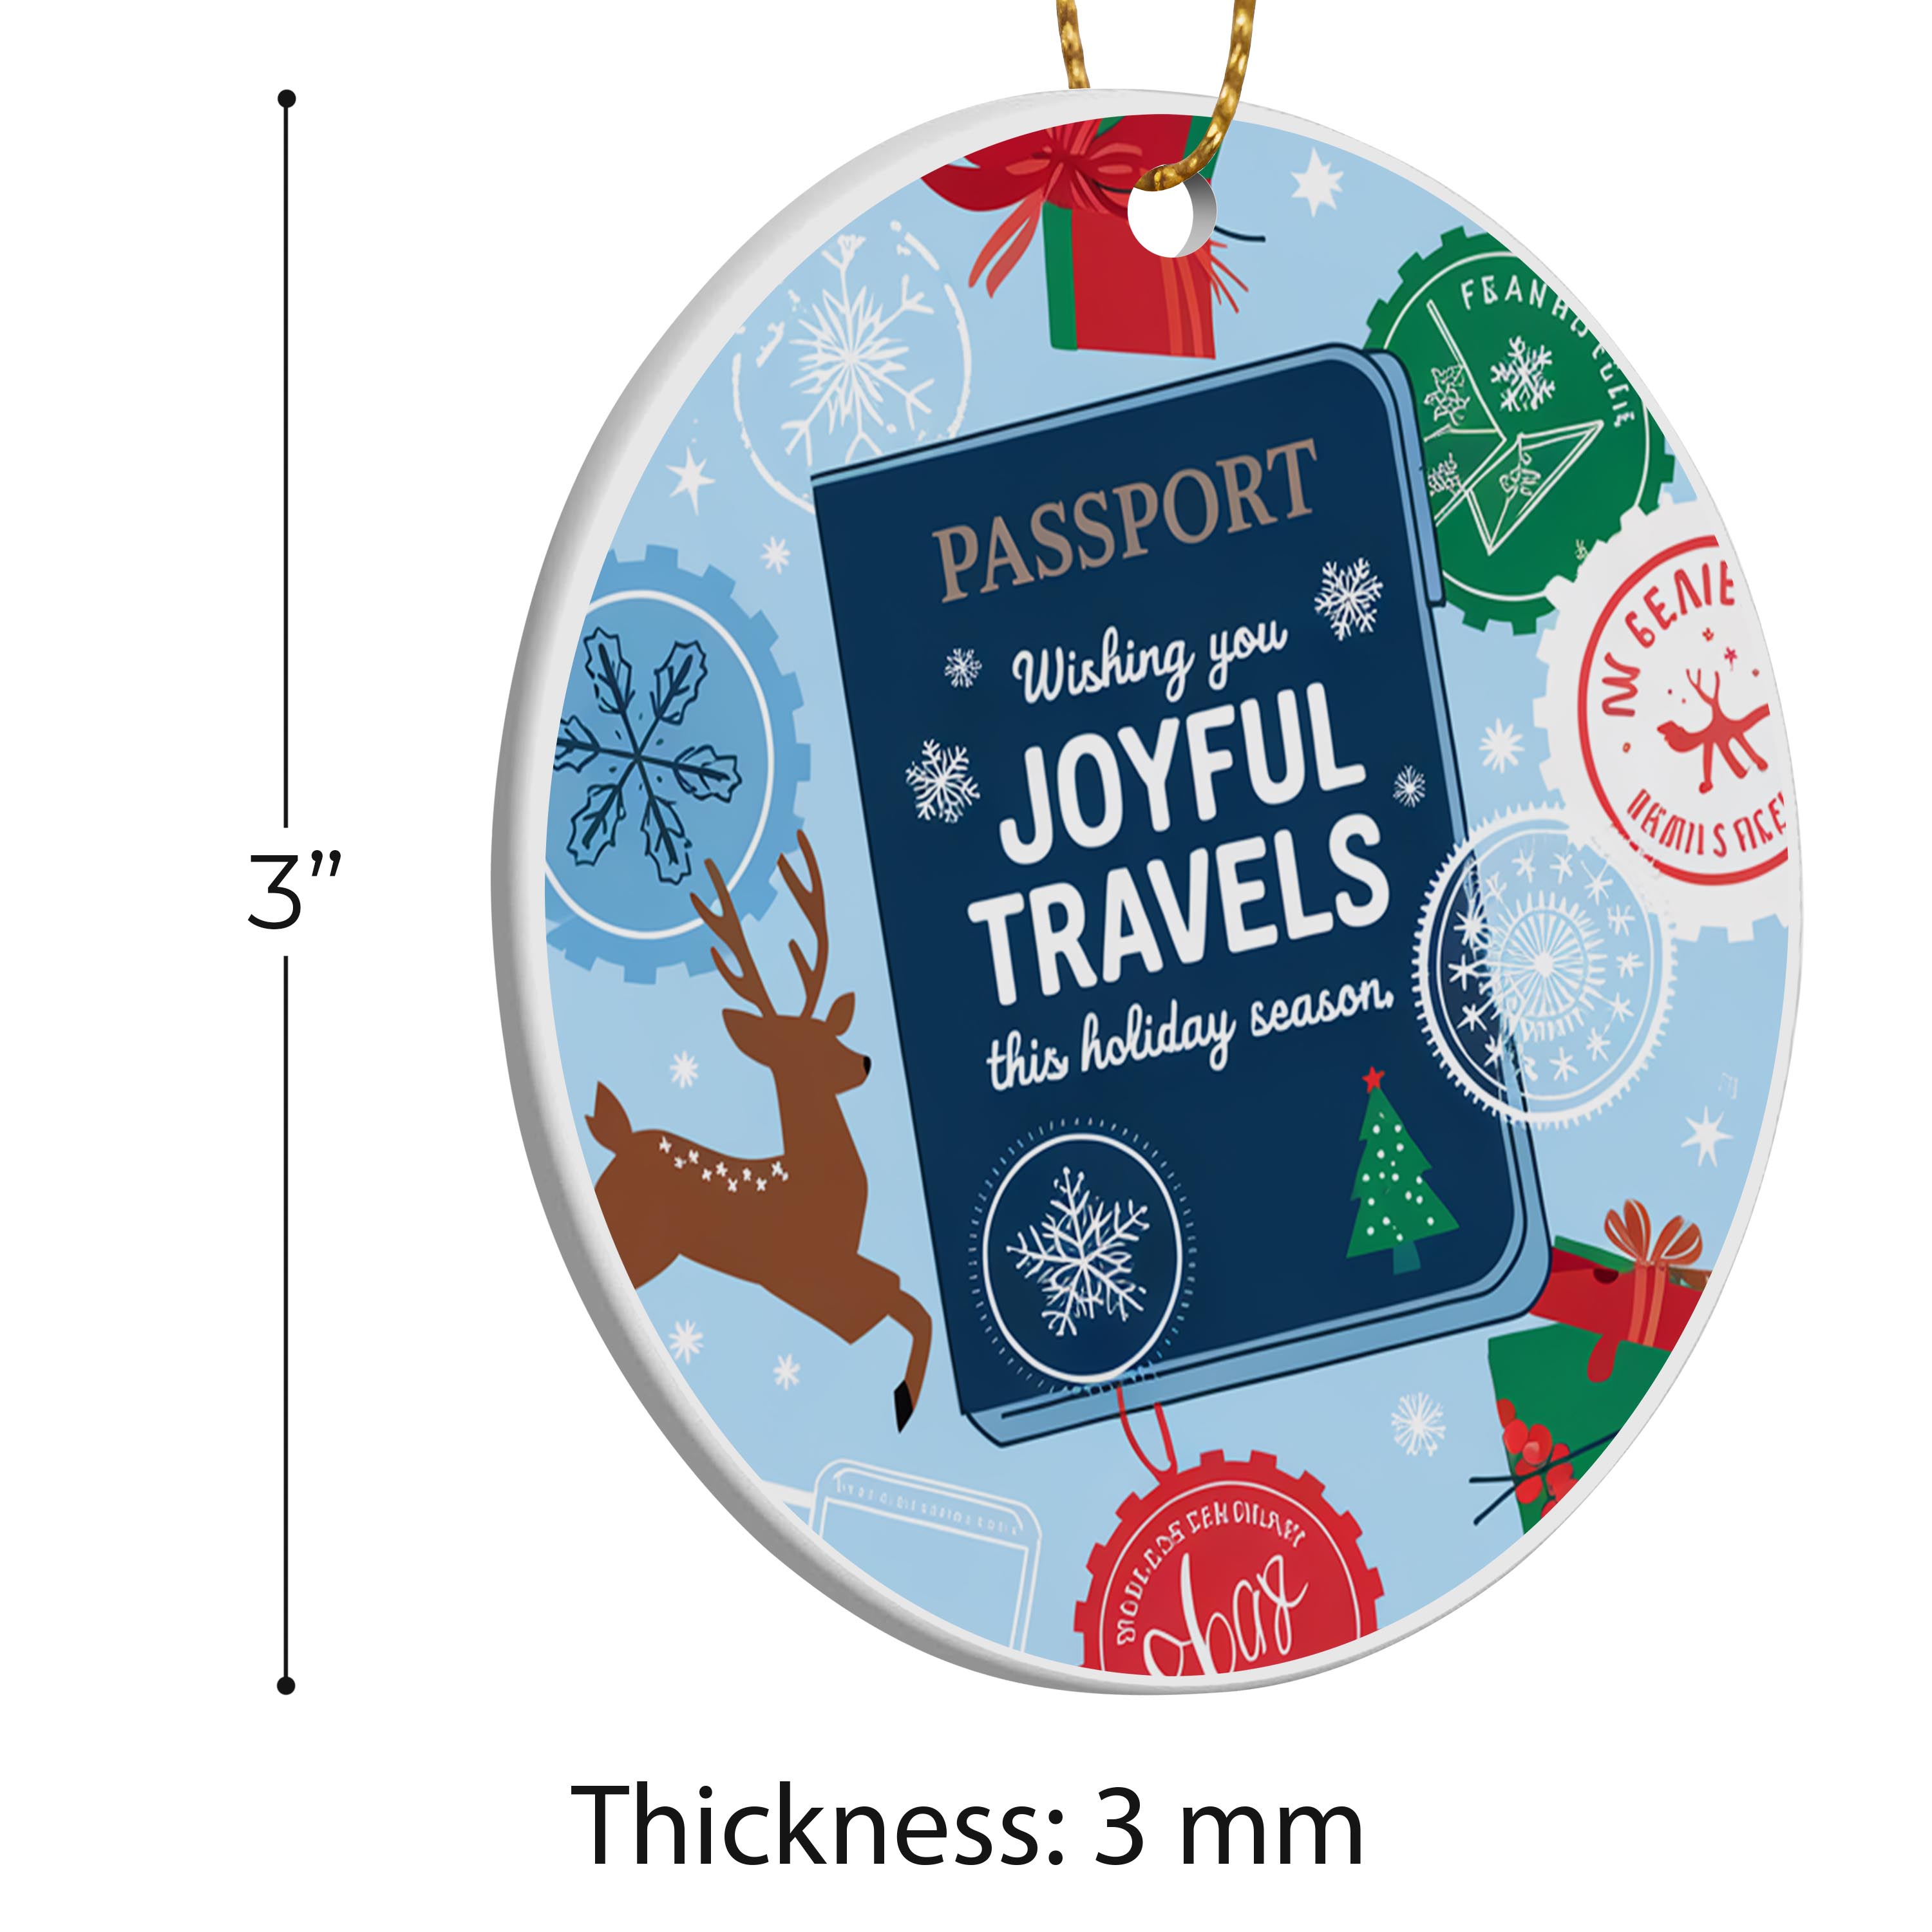 3”
PASSPORT
Wishing you
JOYFUL
TRAVELS
this holiday season.
Thickness: 3 mm